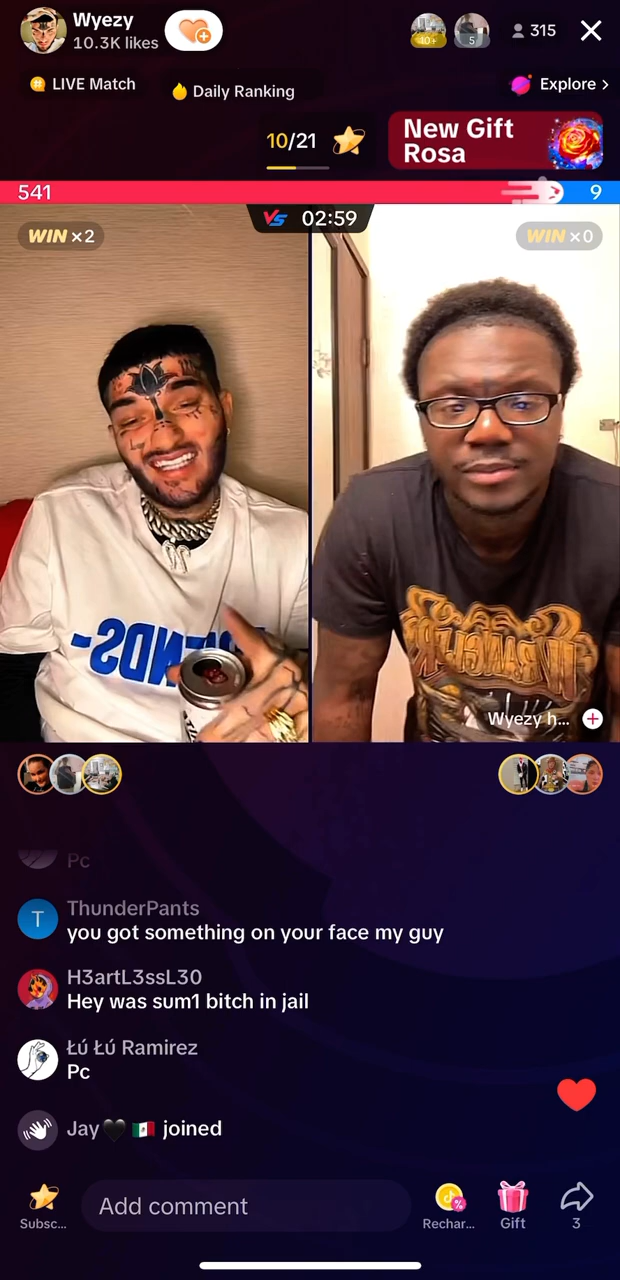 Wyezy
10.3K likes
10+
5
315
LIVE Match
Daily Ranking
Explore
10/21
New Gift
Rosa
541
9
VS 02:59
WIN ×2
WIN ×0
Wyezy h...
Pc
ThunderPants
T
you got something on your face my guy
H3artL3ssL30
Hey was sum1 bitch in jail
Łú Łú Ramirez
Pc
Jay🖤 🇲🇽 joined
Add comment
Subsc...
Rechar...
Gift
3